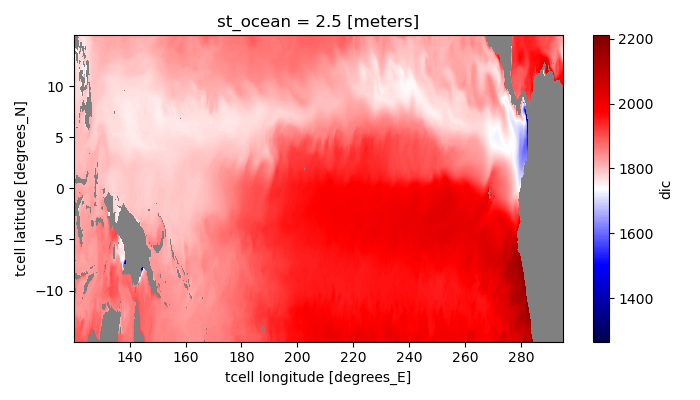 st_ocean = 2.5 [meters]
tcell latitude [degrees_N]
10
5
0
−5
−10
140 160 180 200 220 240 260 280
tcell longitude [degrees_E]
2200
2000
1800
1600
1400
dic